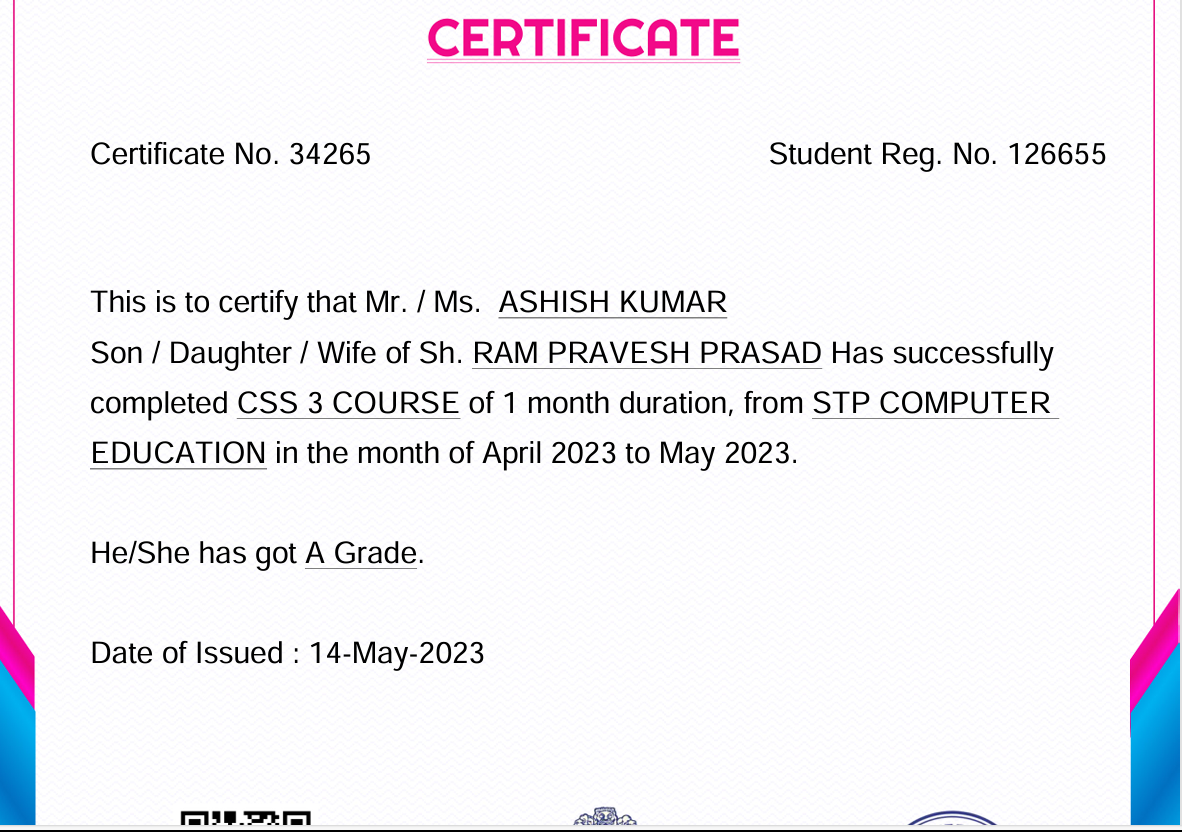 CERTIFICATE
Certificate No. 34265 Student Reg. No. 126655
This is to certify that Mr. / Ms. ASHISH KUMAR
Son / Daughter / Wife of Sh. RAM PRAVESH PRASAD Has successfully
completed CSS 3 COURSE of 1 month duration, from STP COMPUTER
EDUCATION in the month of April 2023 to May 2023.
He/She has got A Grade.
Date of Issued : 14-May-2023